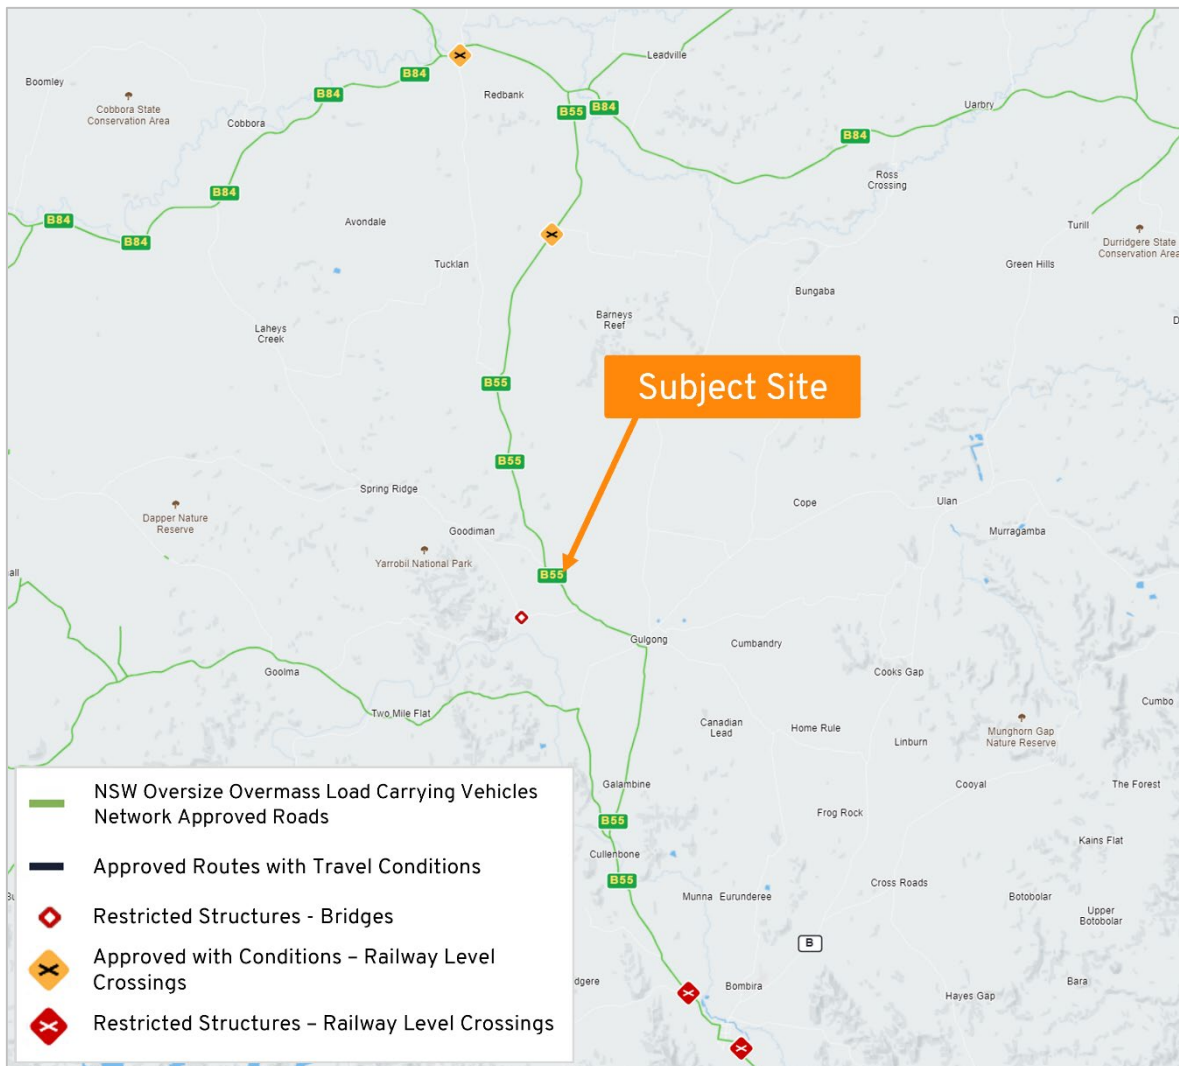 Leadville
Boomley
B84
B84
Redbank
Cobbora State
Conservation Area
Cobbora
B55
B84
Uarbry
B84
Ross
Crossing
B84
B84
B84
Avondale
Turill
Durridgere State
Conservation Area
Tucklan
Green Hills
Bungaba
Barneys
Reef
D
Laheys
Creek
B55
Subject Site
B55
Spring Ridge
Cope
Ulan
Dapper Nature
Reserve
Goodiman
Murragamba
Yarrobil National Park
all
B55
Gulgong
Cumbandry
Goolma
Cooks Gap
Cumbo
Two Mile Flat
Canadian
Lead
Home Rule
Munghorn Gap
Nature Reserve
Linburn
Galambine
Cooyal
The Forest
Frog Rock
B55
Kains Flat
Cullenbone
B55
Cross Roads
Munna
Eurunderee
Botobolar
Upper
Botobolar
B
dgere
Bombira
Bara
Hayes Gap
NSW Oversize Overmass Load Carrying Vehicles
Network Approved Roads
Approved Routes with Travel Conditions
Restricted Structures - Bridges
Approved with Conditions – Railway Level
Crossings
Restricted Structures – Railway Level Crossings